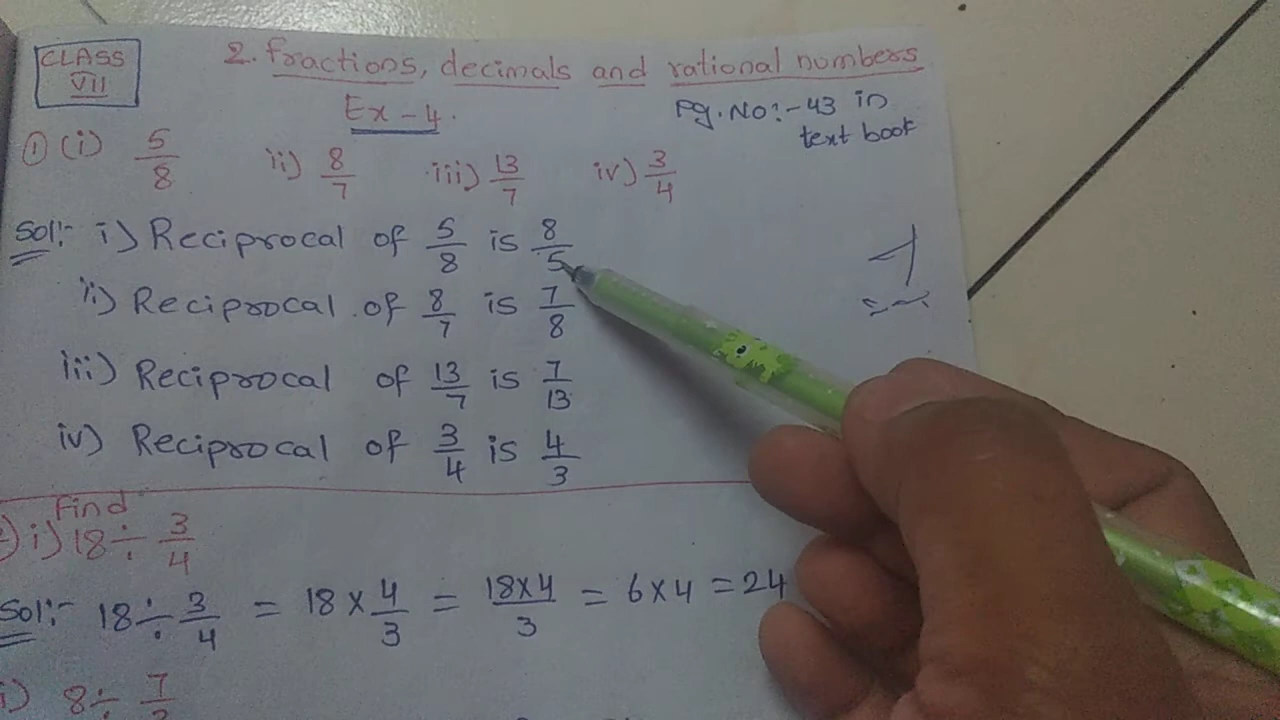 CLASS VII
2. Fractions, decimals and rational numbers
Ex-4.
Pg.No:-43 in
text book
① (i) 5/8 ii) 8/7 iii) 13/7 iv) 3/4
Sol:- i) Reciprocal of 5/8 is 8/5
ii) Reciprocal of 8/7 is 7/8
iii) Reciprocal of 13/7 is 7/13
iv) Reciprocal of 3/4 is 4/3
Find
i) 18 ÷ 3/4
Sol:- 18 ÷ 3/4 = 18 × 4/3 = 18×4/3 = 6×4 = 24
8 ÷ 7/